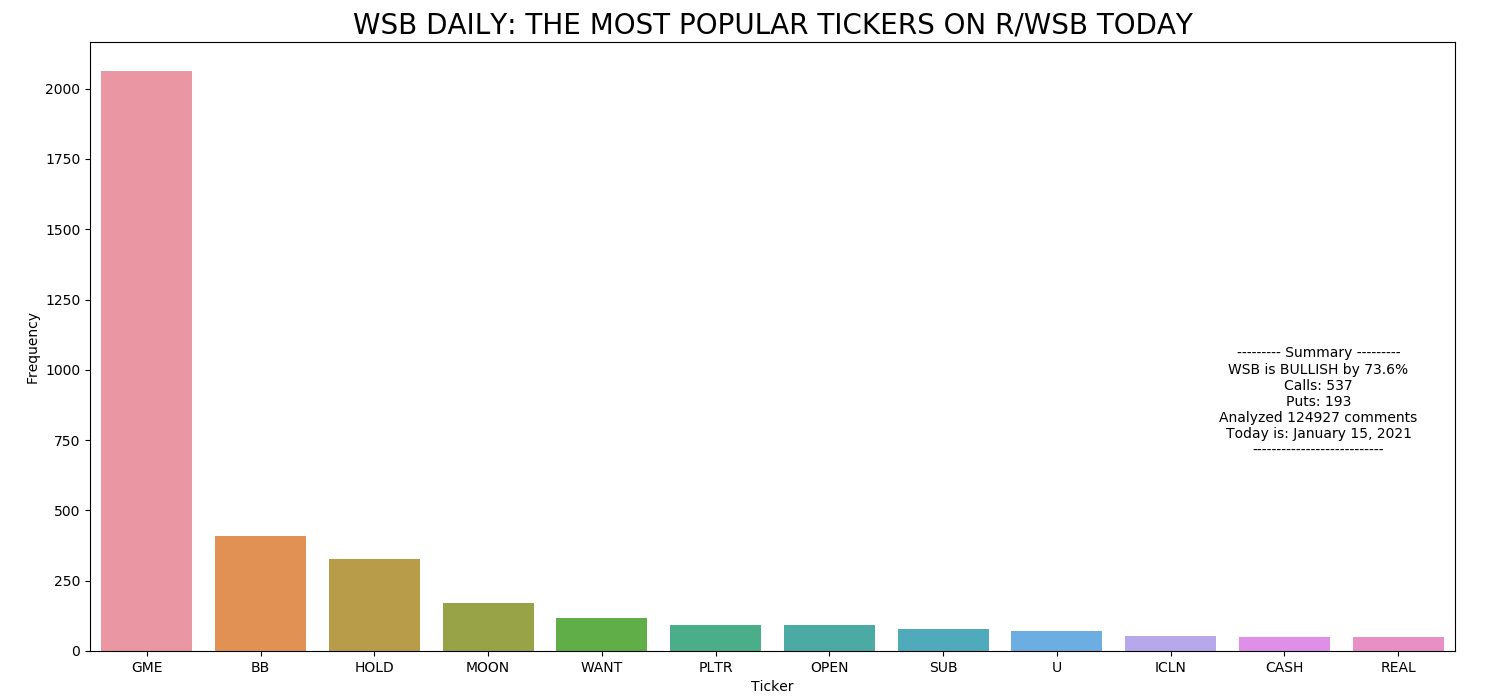 WSB DAILY: THE MOST POPULAR TICKERS ON R/WSB TODAY
Frequency
2000
1750
1500
1250
1000
750
500
250
0
--------- Summary ---------
WSB is BULLISH by 73.6%
Calls: 537
Puts: 193
Analyzed 124927 comments
Today is: January 15, 2021
---------------------------
GME BB HOLD MOON WANT PLTR OPEN SUB U ICLN CASH REAL
Ticker